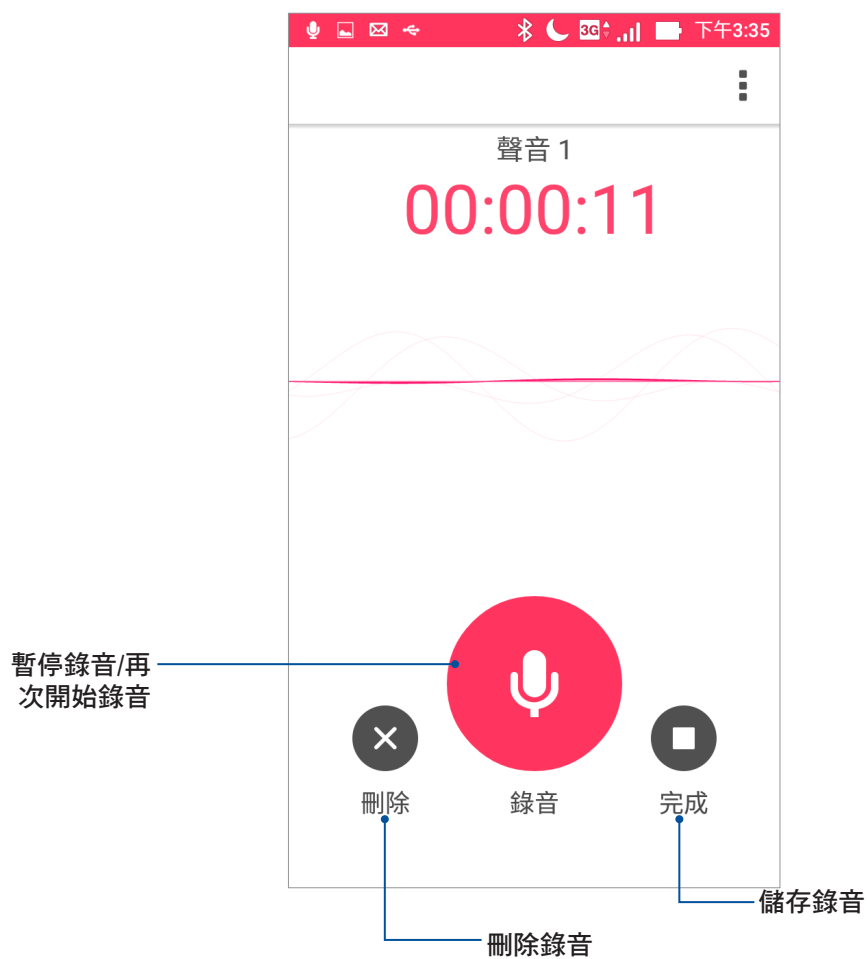 3G 下午3:35
聲音 1
00:00:11
暫停錄音/再
次開始錄音
刪除 錄音 完成
儲存錄音
刪除錄音